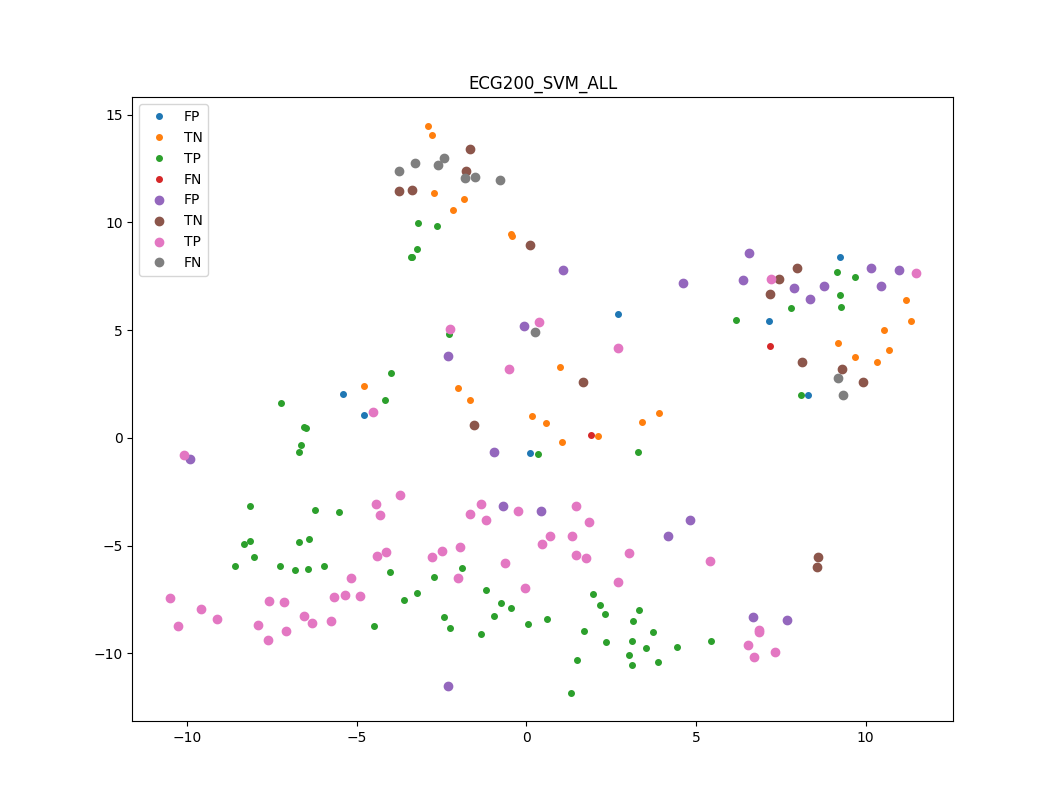 ECG200_SVM_ALL
FP
TN
TP
FN
FP
TN
TP
FN
15
10
5
0
−5
−10
−10 −5 0 5 10